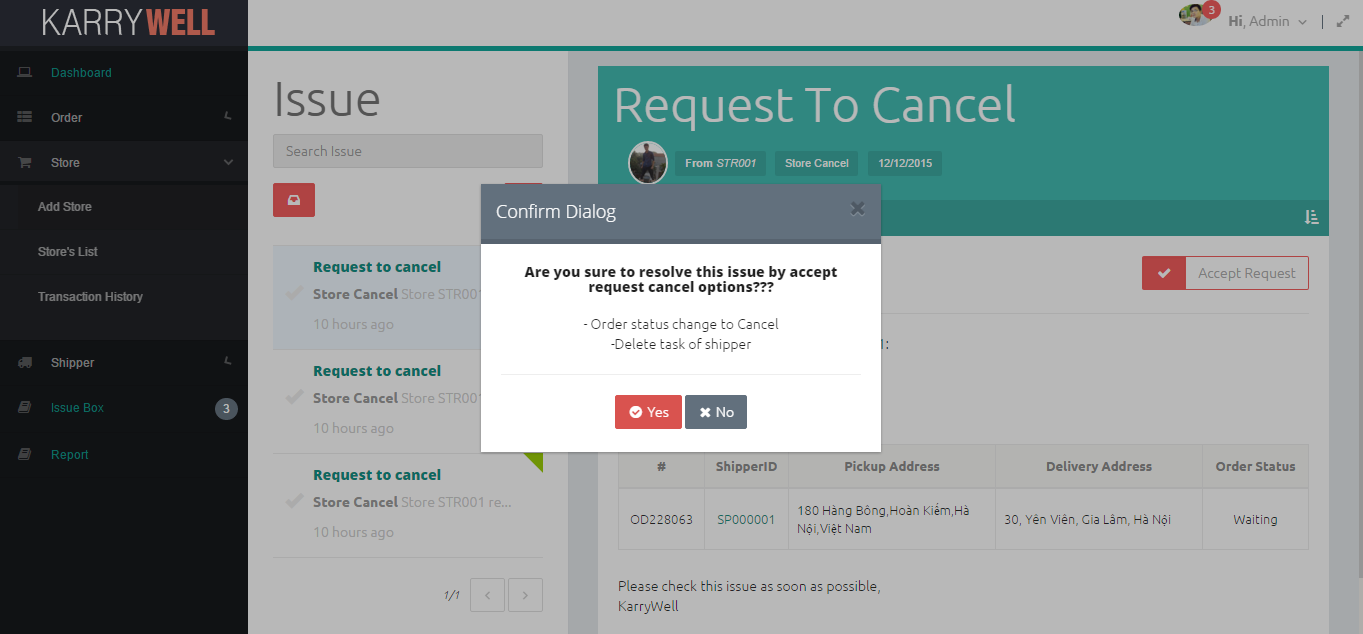 KARRYWELL
3
Hi, Admin
Dashboard
Order
Store
Add Store
Store's List
Transaction History
Shipper
Issue Box
3
Report
Issue
Search Issue
Request to cancel
Store Cancel Store STR001
10 hours ago
Request to cancel
Store Cancel Store STR001
10 hours ago
Request to cancel
Store Cancel Store STR001 re...
10 hours ago
1/1
Request To Cancel
From STR001
Store Cancel
12/12/2015
Accept Request
:
Confirm Dialog
Are you sure to resolve this issue by accept
request cancel options???
- Order status change to Cancel
-Delete task of shipper
Yes
No
# ShipperID Pickup Address Delivery Address Order Status
OD228063 SP000001 180 Hàng Bông,Hoàn Kiếm,Hà
Nội,Việt Nam
30, Yên Viên, Gia Lâm, Hà Nội
Waiting
Please check this issue as soon as possible,
KarryWell